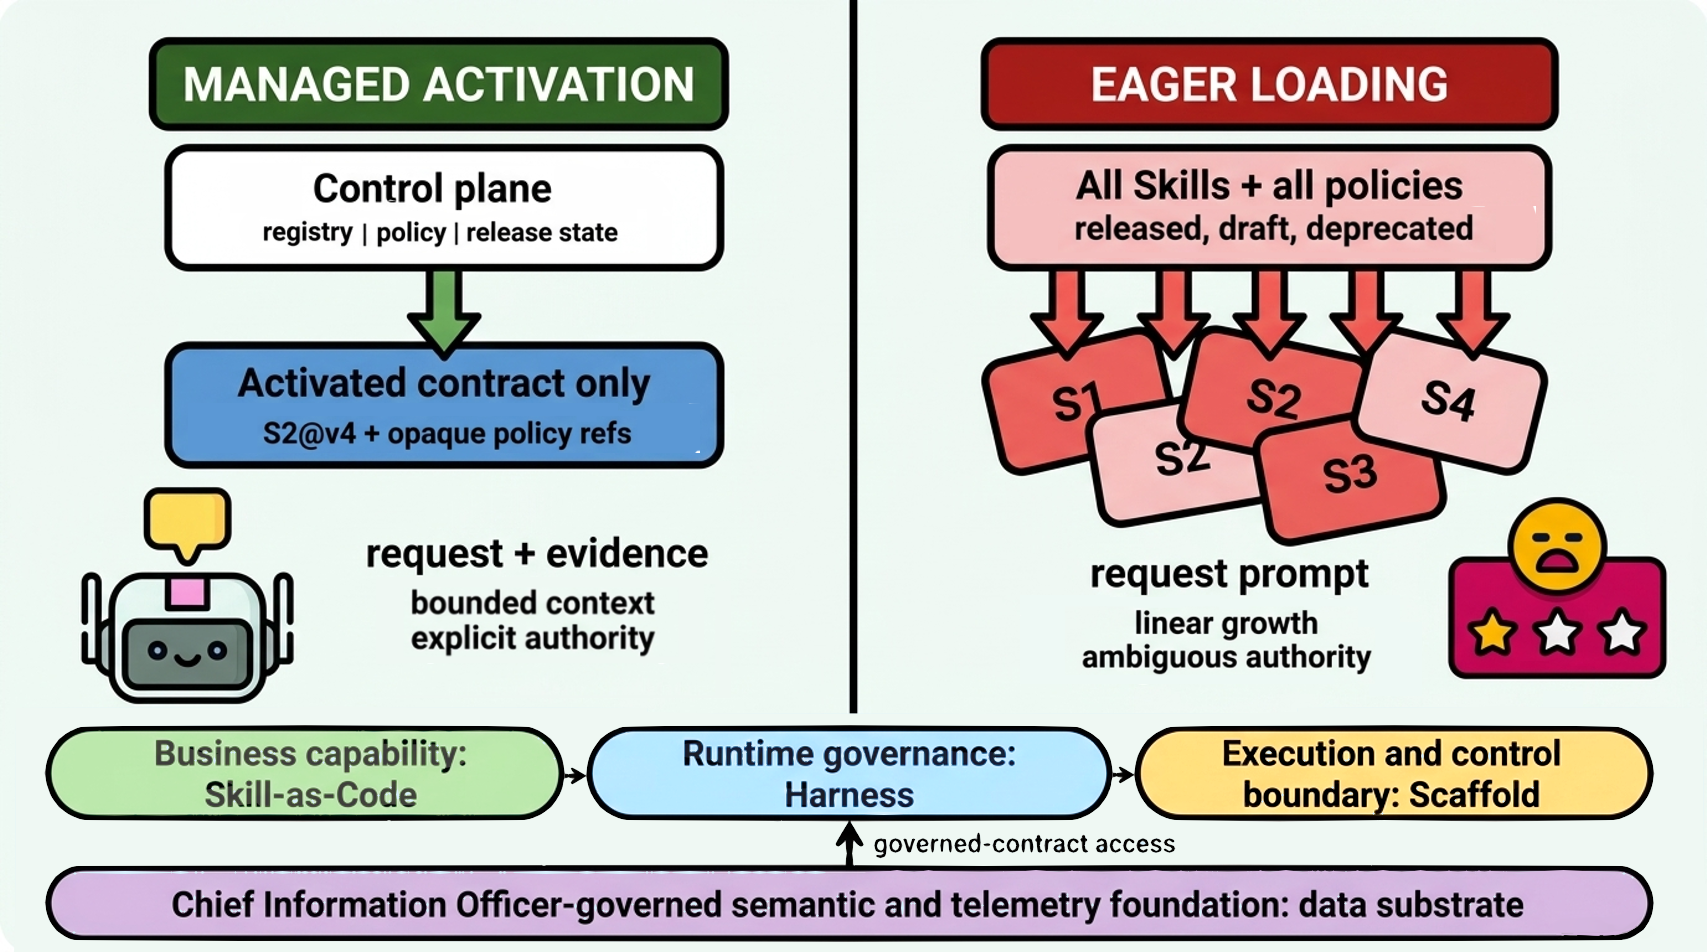 MANAGED ACTIVATION
Control plane
registry | policy | release state
Activated contract only
S2@v4 + opaque policy refs
request + evidence
bounded context
explicit authority
EAGER LOADING
All Skills + all policies
released, draft, deprecated
S1
S2
S2
S3
S4
request prompt
linear growth
ambiguous authority
Business capability:
Skill-as-Code
Runtime governance:
Harness
Execution and control
boundary: Scaffold
governed-contract access
Chief Information Officer-governed semantic and telemetry foundation: data substrate